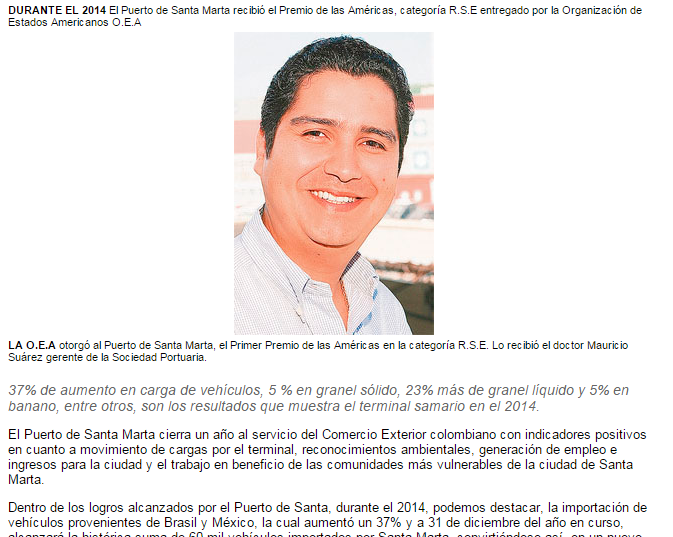 DURANTE EL 2014 El Puerto de Santa Marta recibió el Premio de las Américas, categoría R.S.E entregado por la Organización de
Estados Americanos O.E.A
LA O.E.A otorgó al Puerto de Santa Marta, el Primer Premio de las Américas en la categoría R.S.E. Lo recibió el doctor Mauricio
Suárez gerente de la Sociedad Portuaria.
37% de aumento en carga de vehículos, 5 % en granel sólido, 23% más de granel líquido y 5% en
banano, entre otros, son los resultados que muestra el terminal samario en el 2014.
El Puerto de Santa Marta cierra un año al servicio del Comercio Exterior colombiano con indicadores positivos
en cuanto a movimiento de cargas por el terminal, reconocimientos ambientales, generación de empleo e
ingresos para la ciudad y el trabajo en beneficio de las comunidades más vulnerables de la ciudad de Santa
Marta.
Dentro de los logros alcanzados por el Puerto de Santa, durante el 2014, podemos destacar, la importación de
vehículos provenientes de Brasil y México, la cual aumentó un 37% y a 31 de diciembre del año en curso,
alcanzará la histórica suma de 60 mil vehículos importados por Santa Marta, convirtiéndose así, en un nuevo